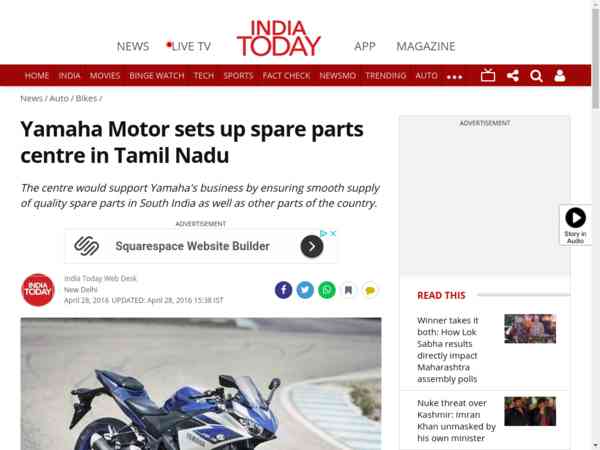 NEWS
LIVE TV
INDIA
TODAY
APP
MAGAZINE
HOME INDIA MOVIES BINGE WATCH TECH SPORTS FACT CHECK NEWSMO TRENDING AUTO
News / Auto / Bikes /
Yamaha Motor sets up spare parts
centre in Tamil Nadu
The centre would support Yamaha's business by ensuring smooth supply
of quality spare parts in South India as well as other parts of the country.
ADVERTISEMENT
Squarespace Website Builder
INDIA
TODAY
India Today Web Desk
New Delhi
April 28, 2016 UPDATED: April 28, 2016 15:38 IST
YAMAHA
ADVERTISEMENT
Story in
Audio
READ THIS
Winner takes it
both: How Lok
Sabha results
directly impact
Maharashtra
assembly polls
Nuke threat over
Kashmir: Imran
Khan unmasked by
his own minister